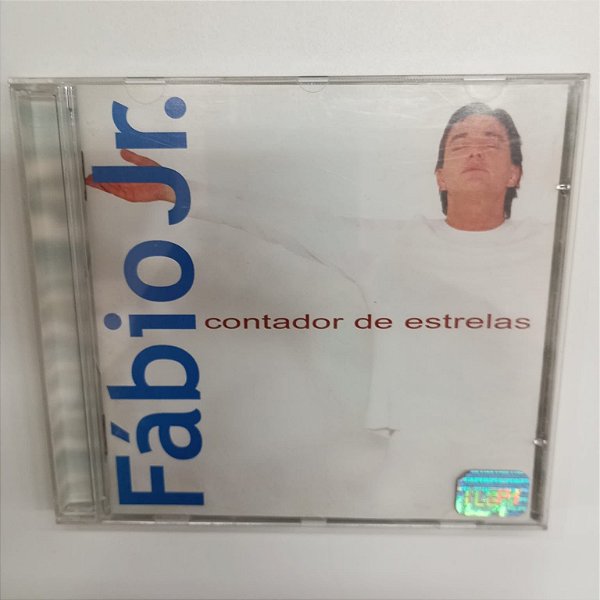 Fábio Jr.
contador de estrelas